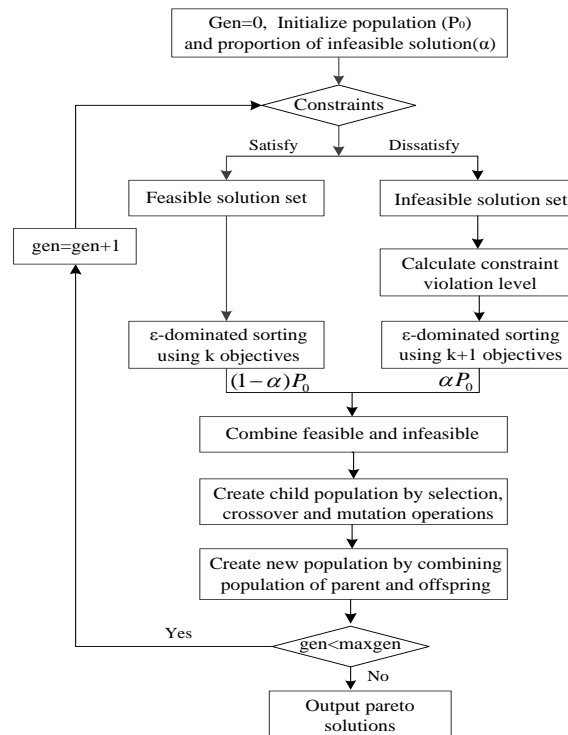 Gen=0, Initialize population (P₀)
and proportion of infeasible solution(α)
Constraints
Satisfy
Dissatisfy
Feasible solution set
Infeasible solution set
gen=gen+1
Calculate constraint
violation level
ε-dominated sorting
using k objectives
ε-dominated sorting
using k+1 objectives
(1−α)P₀
αP₀
Combine feasible and infeasible
Create child population by selection,
crossover and mutation operations
Create new population by combining
population of parent and offspring
Yes
gen<maxgen
No
Output pareto
solutions